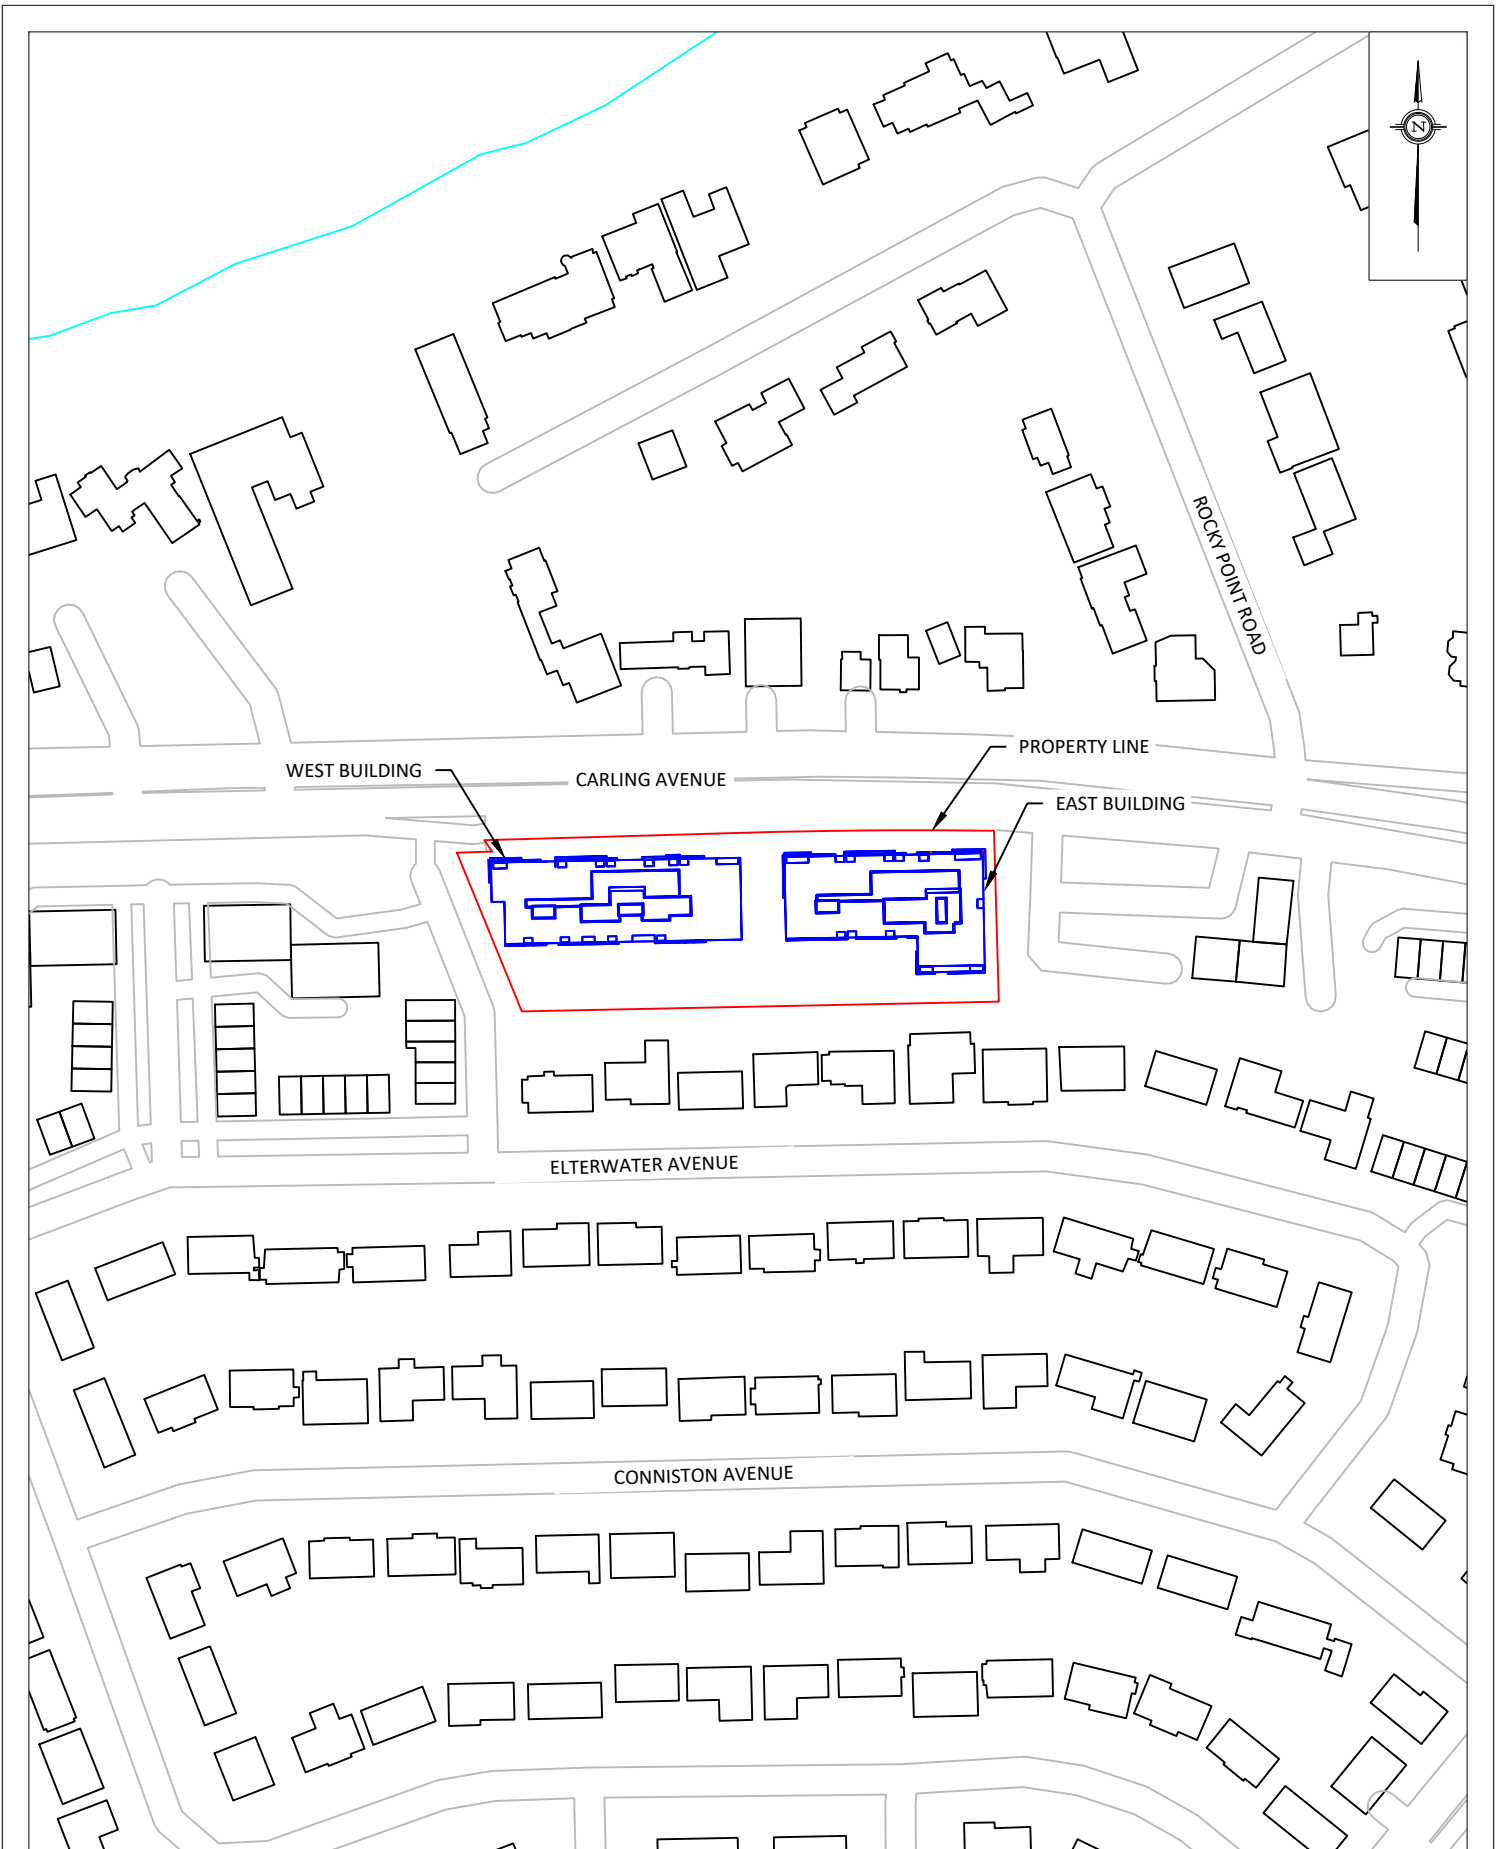 N
ROCKY POINT ROAD
PROPERTY LINE
WEST BUILDING
CARLING AVENUE
EAST BUILDING
ELTERWATER AVENUE
CONNISTON AVENUE